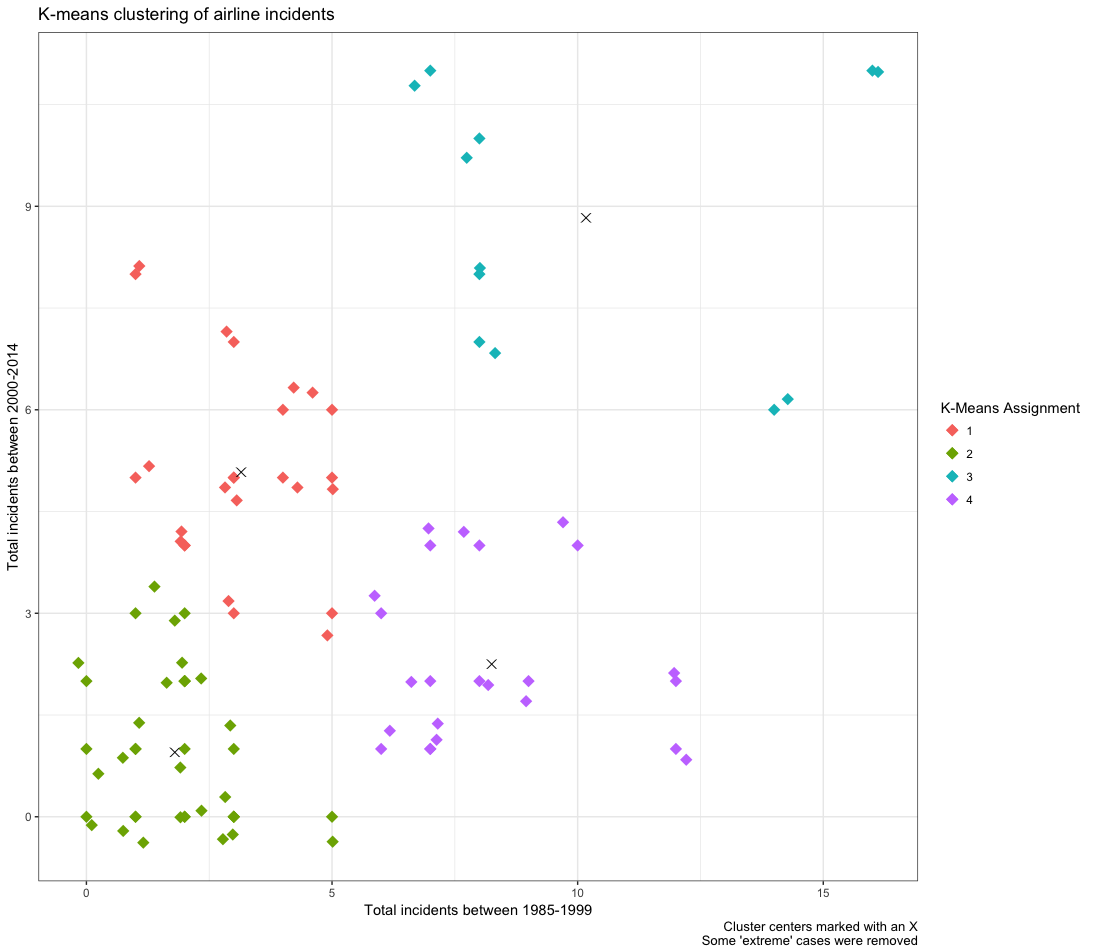 K-means clustering of airline incidents
Total incidents between 2000-2014
9
6
3
0
0
5
10
15
Total incidents between 1985-1999
K-Means Assignment
1
2
3
4
Cluster centers marked with an X
Some 'extreme' cases were removed